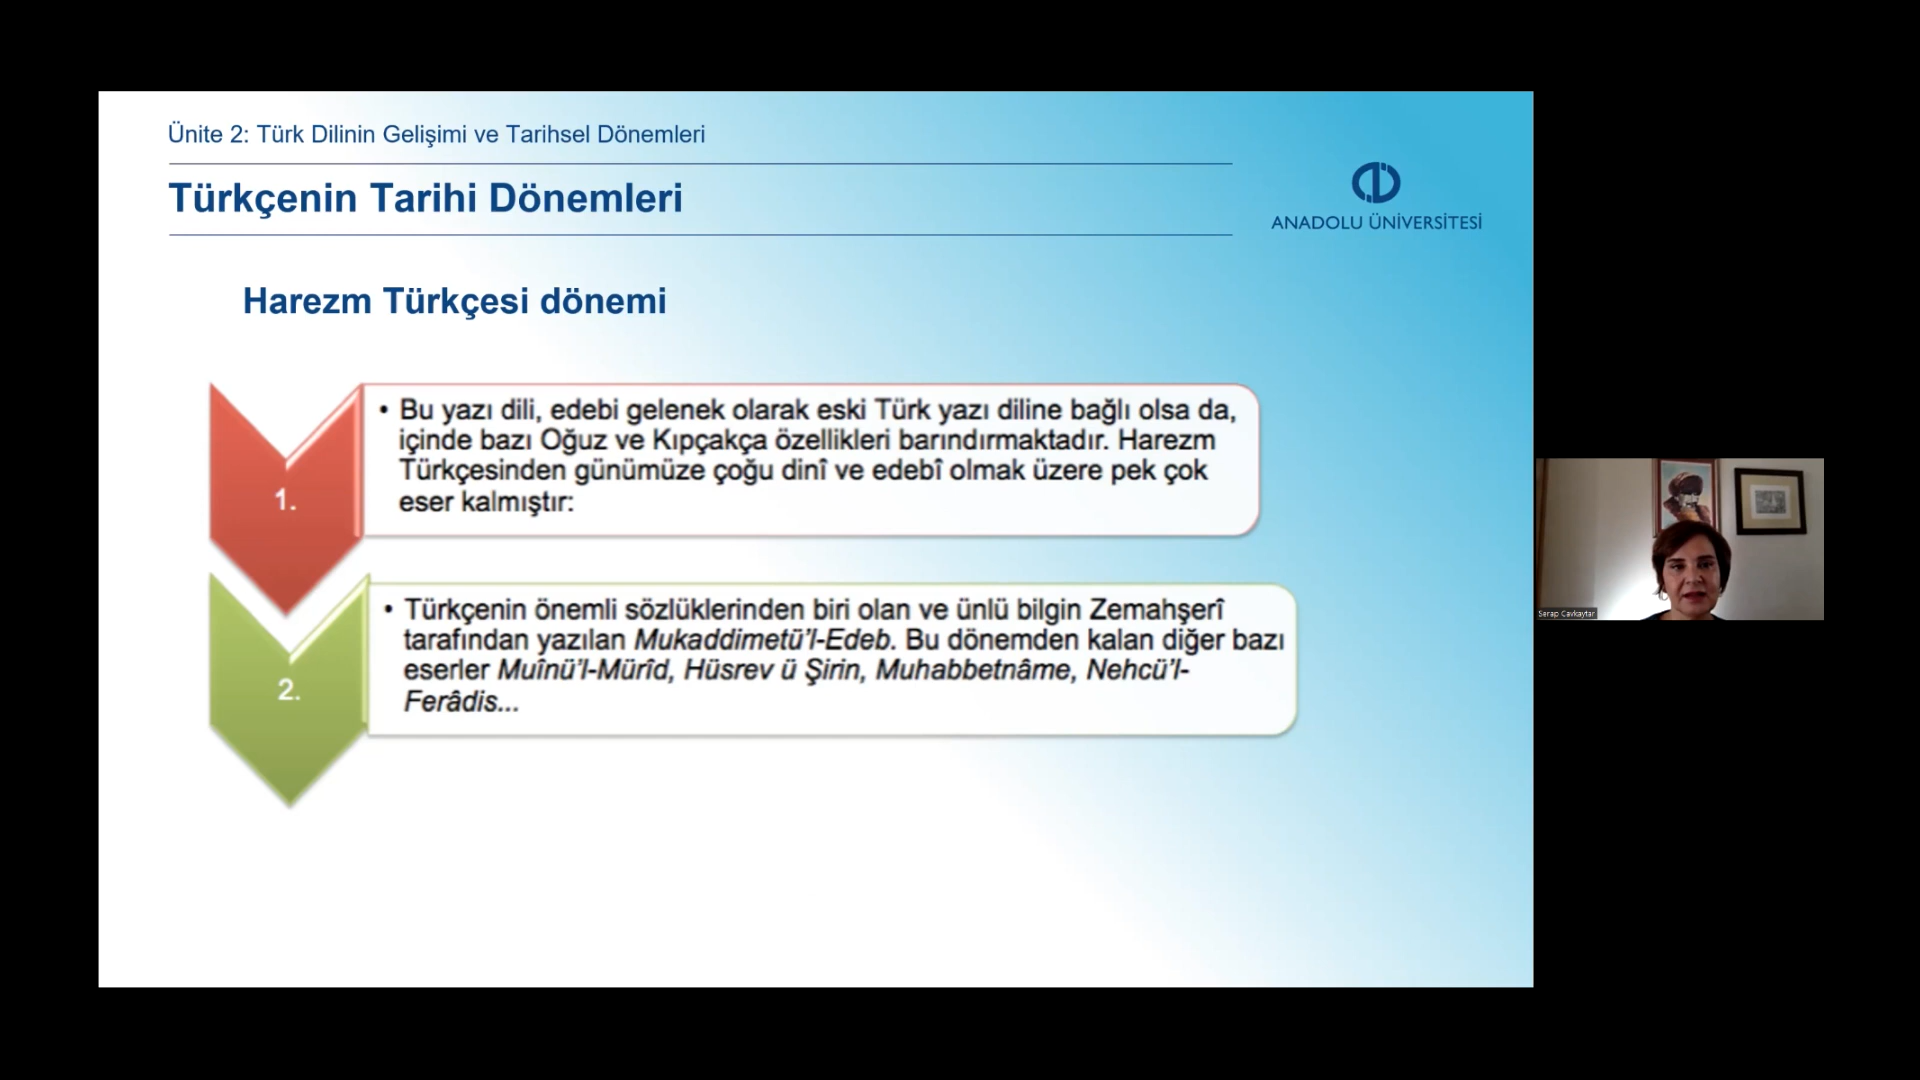 Ünite 2: Türk Dilinin Gelişimi ve Tarihsel Dönemleri
Türkçenin Tarihi Dönemleri
ANADOLU ÜNİVERSİTESİ
Harezm Türkçesi dönemi
1.
• Bu yazı dili, edebi gelenek olarak eski Türk yazı diline bağlı olsa da,
içinde bazı Oğuz ve Kıpçakça özellikleri barındırmaktadır. Harezm
Türkçesinden günümüze çoğu dinî ve edebî olmak üzere pek çok
eser kalmıştır:
2.
• Türkçenin önemli sözlüklerinden biri olan ve ünlü bilgin Zemahşerî
tarafından yazılan Mukaddimetü'l-Edeb. Bu dönemden kalan diğer bazı
eserler Muînü'l-Mürîd, Hüsrev ü Şirin, Muhabbetnâme, Nehcü'l-
Ferâdis...
Serap Cavkaytar